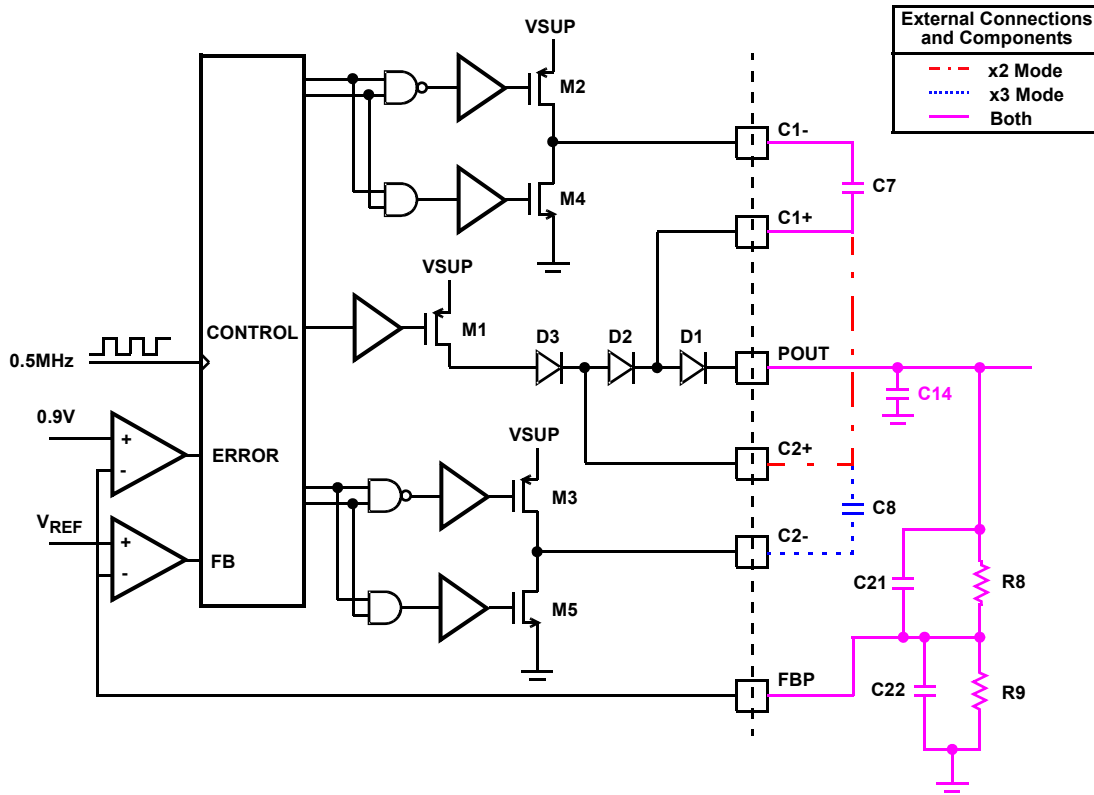 External Connections
and Components
x2 Mode
x3 Mode
Both
VSUP
M2
C1-
C7
M4
C1+
VSUP
CONTROL
M1
D3
D2
D1
POUT
0.5MHz
C14
0.9V
+
-
ERROR
VSUP
C2+
M3
C8
VREF
+
-
FB
C2-
C21
R8
M5
FBP
C22
R9